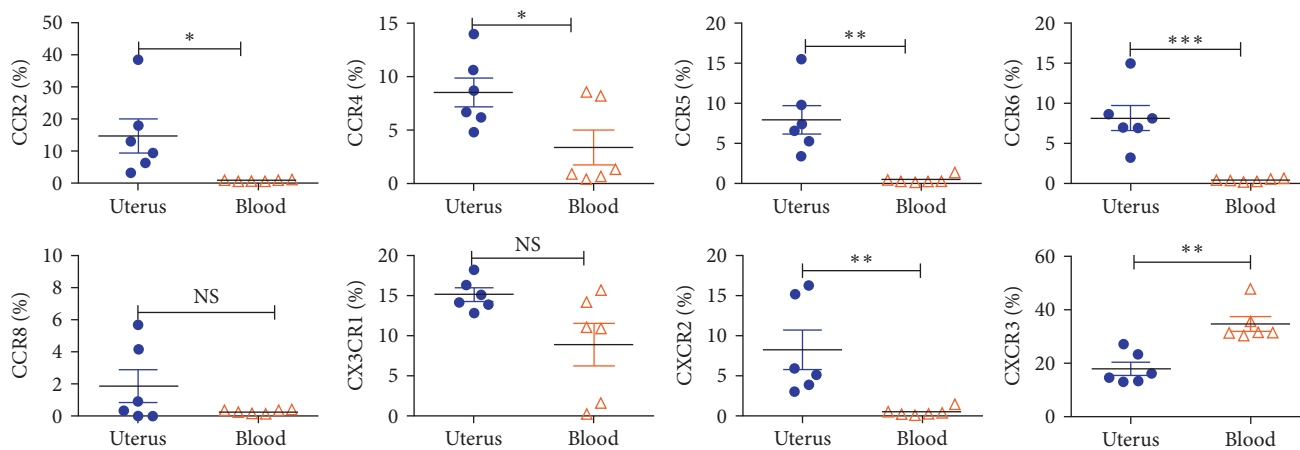 CCR2 (%)
50
40
30
20
10
0
*
Uterus Blood
CCR4 (%)
15
10
5
0
*
Uterus Blood
CCR5 (%)
20
15
10
5
0
**
Uterus Blood
CCR6 (%)
20
15
10
5
0
***
Uterus Blood
CCR8 (%)
10
8
6
4
2
0
NS
Uterus Blood
CX3CR1 (%)
20
15
10
5
0
NS
Uterus Blood
CXCR2 (%)
20
15
10
5
0
**
Uterus Blood
CXCR3 (%)
60
40
20
0
**
Uterus Blood